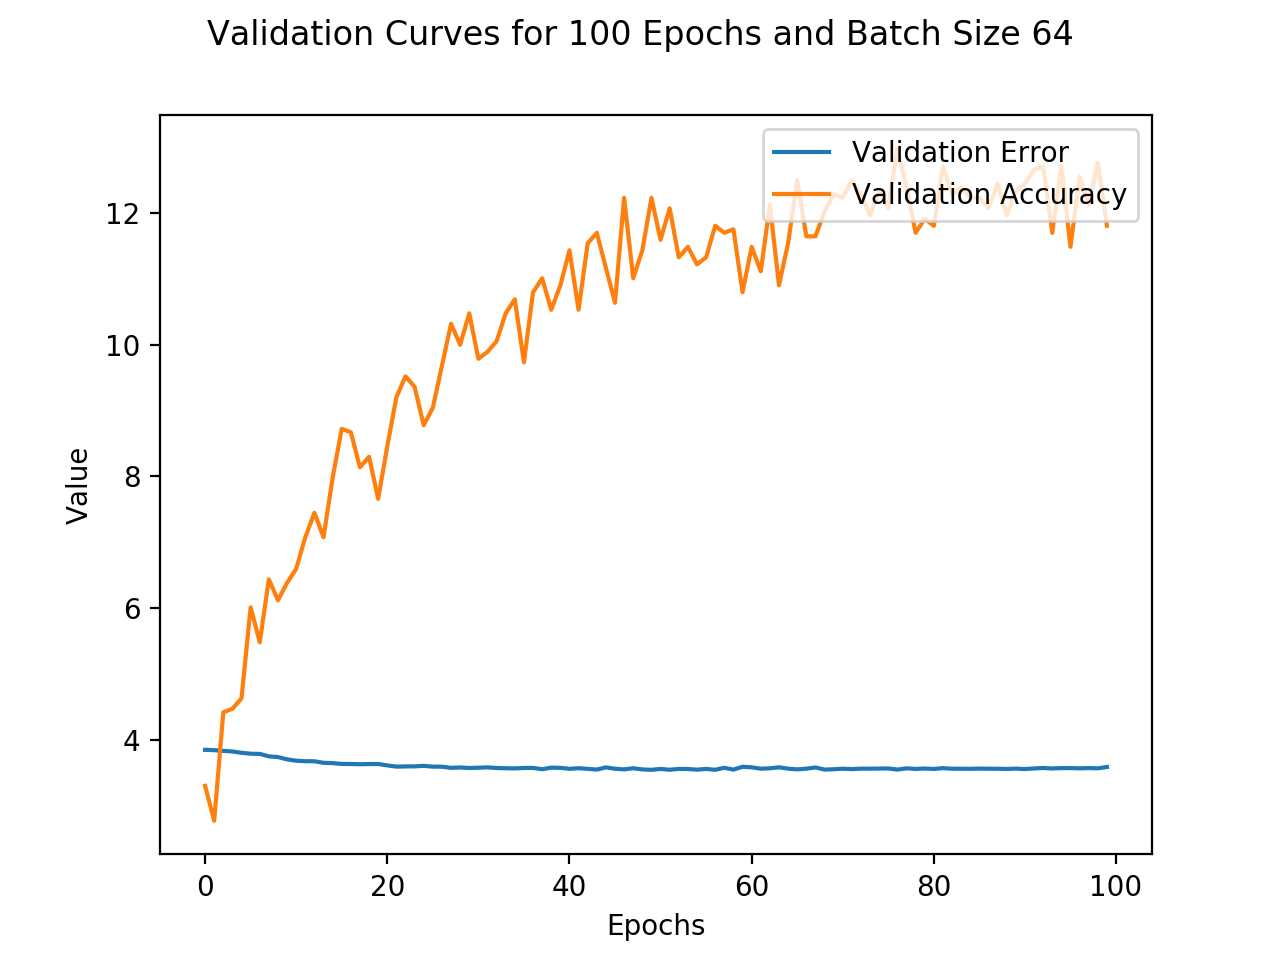 Validation Curves for 100 Epochs and Batch Size 64
Validation Error
Validation Accuracy
12
10
8
6
4
Value
0 20 40 60 80 100
Epochs